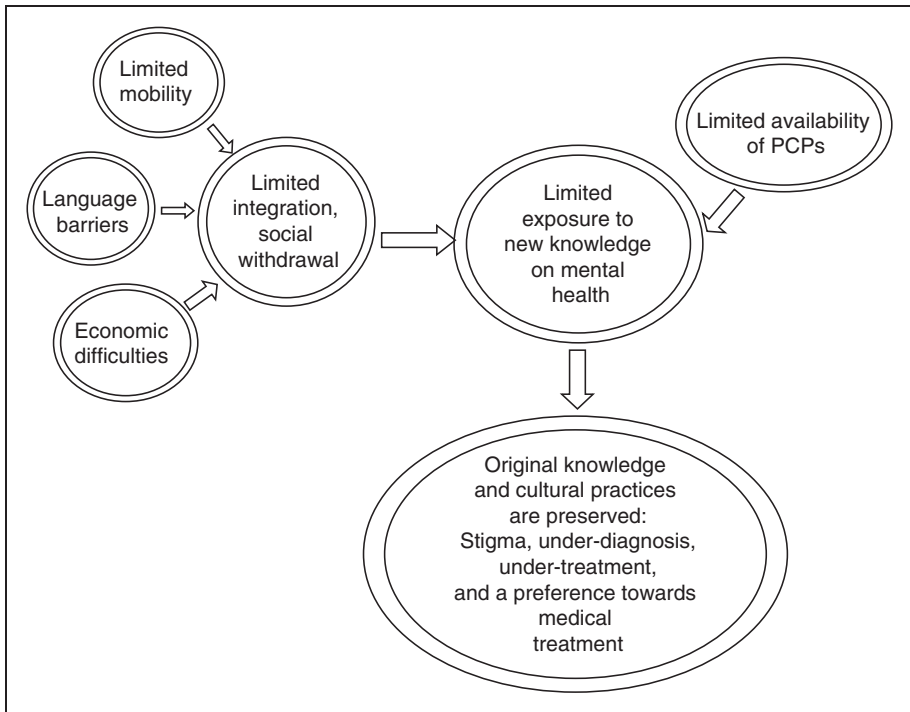 Limited
mobility
Language
barriers
Economic
difficulties
Limited
integration,
social
withdrawal
Limited
exposure to
new knowledge
on mental
health
Limited availability
of PCPs
Original knowledge
and cultural practices
are preserved:
Stigma, under-diagnosis,
under-treatment,
and a preference towards
medical
treatment